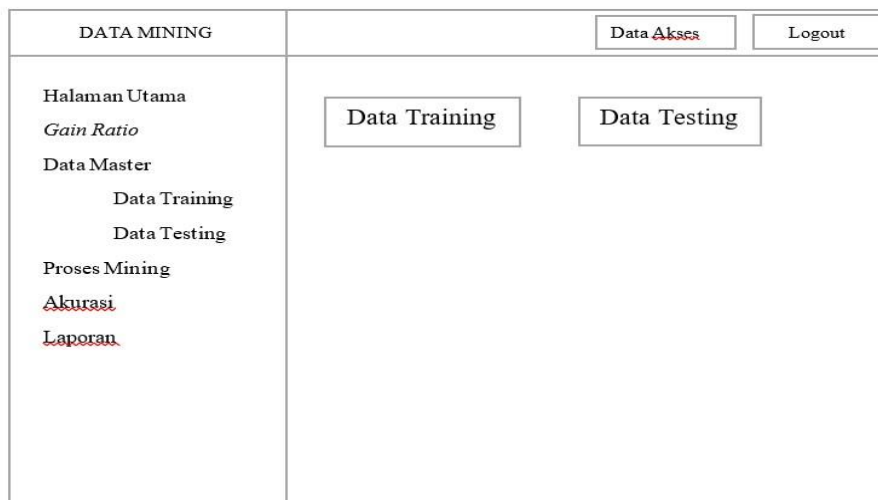 DATA MINING
Data Akses
Logout
Halaman Utama
Gain Ratio
Data Master
Data Training
Data Testing
Proses Mining
Akurasi
Laporan
Data Training
Data Testing